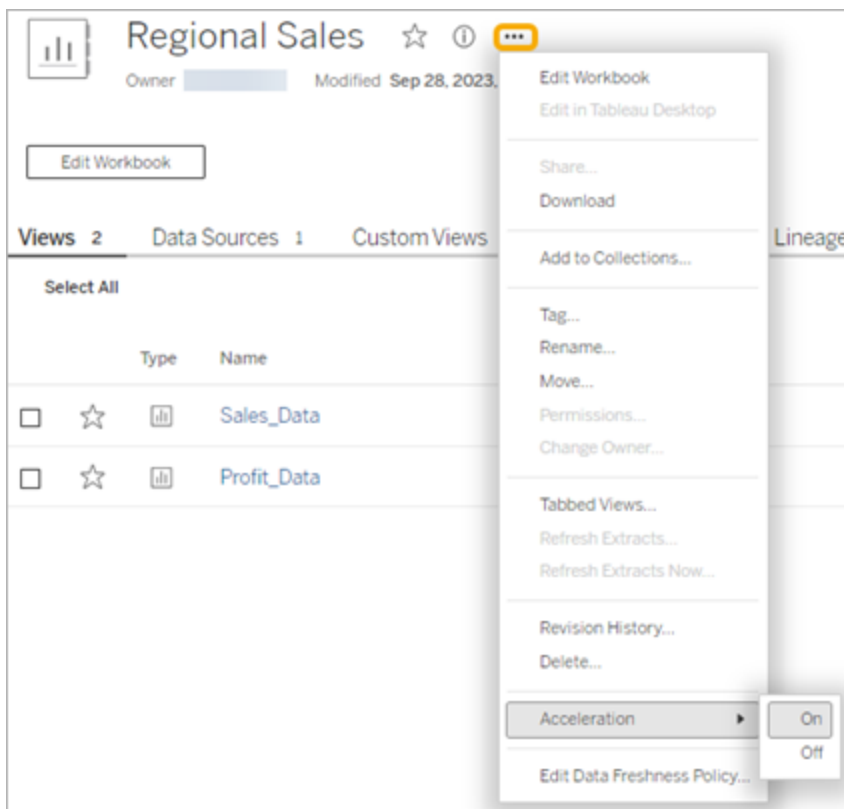 Regional Sales
Owner Modified Sep 28, 2023,
Edit Workbook
Views 2 Data Sources 1 Custom Views Lineage
Select All
Type Name
Sales_Data
Profit_Data
Edit Workbook
Edit in Tableau Desktop
Share...
Download
Add to Collections...
Tag...
Rename...
Move...
Permissions...
Change Owner...
Tabbed Views...
Refresh Extracts...
Refresh Extracts Now...
Revision History...
Delete...
Acceleration
On
Off
Edit Data Freshness Policy...